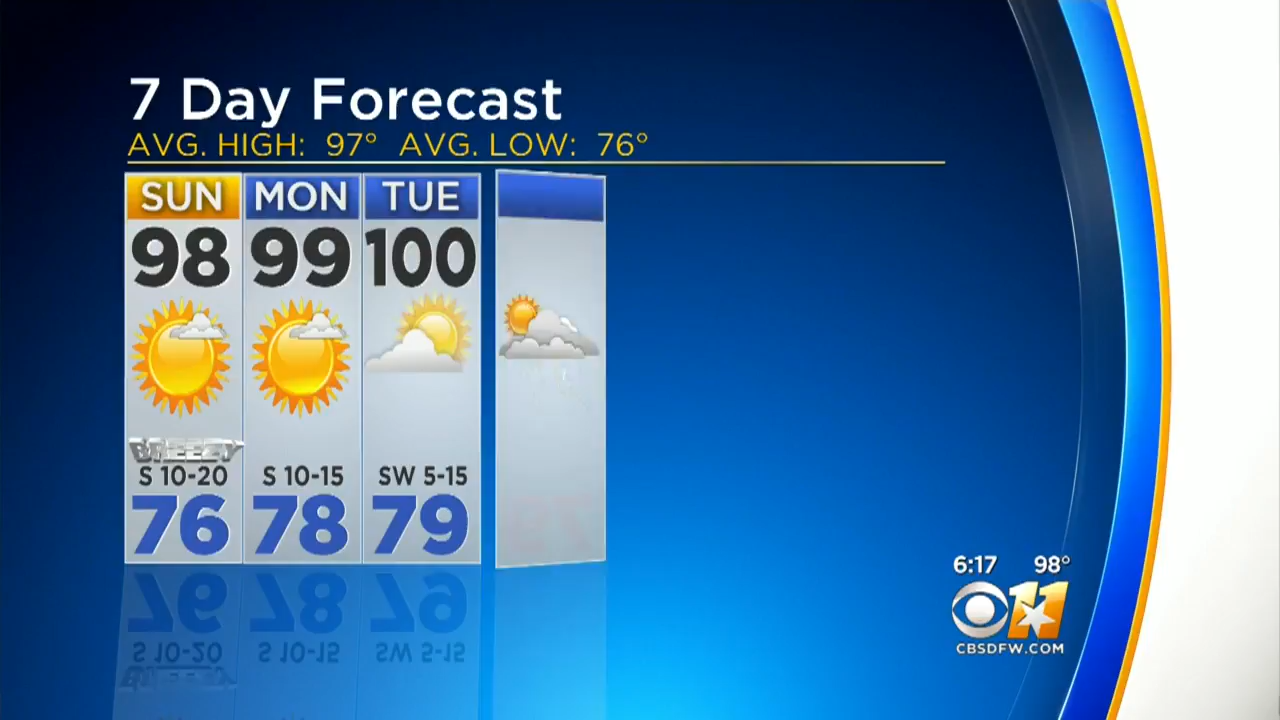 7 Day Forecast
AVG. HIGH: 97° AVG. LOW: 76°
SUN MON TUE
98 99 100
BREEZY
S 10-20 S 10-15 SW 5-15
76 78 79
6:17 98°
11
CBSDFW.COM